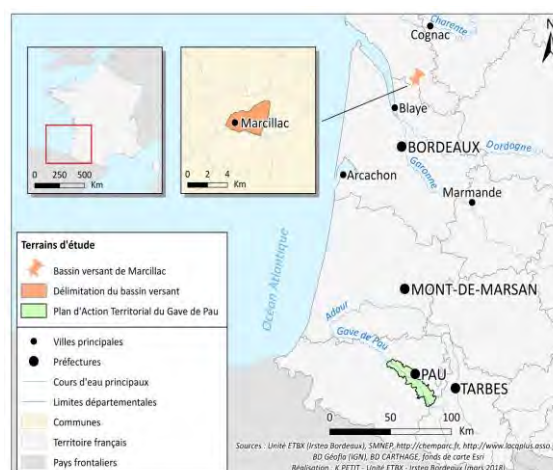 N
Charente
Cognac
Marcillac
Blaye
BORDEAUX
Dordogne
Garonne
Arcachon
Marmande
0 250 500
Km
0 2 4
Km
Océan Atlantique
MONT-DE-MARSAN
Adour
Gave de Pau
PAU
TARBES
Terrains d'étude
Bassin versant de Marcillac
Délimitation du bassin versant
Plan d'Action Territorial du Gave de Pau
Villes principales
Préfectures
Cours d'eau principaux
Limites départementales
Communes
Territoire français
Pays frontaliers
0 50 100
Km
Sources : Unité ETBX (Irstea Bordeaux), SMNEP, http://chemparc.fr, http://www.lacqplus.asso.
BD Géofla (IGN), BD CARTHAGE, fonds de carte Esri
Réalisation : K.PETIT - Unité ETBX - Irstea Bordeaux (mars 2018)